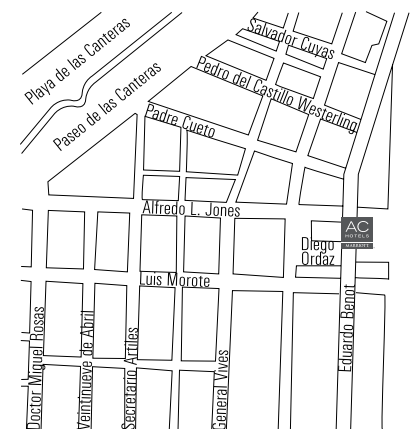 Salvador Cuyas
Playa de las Canteras
Pedro del Castillo Westerling
Paseo de las Canteras
Padre Cueto
Alfredo L. Jones
AC
HOTELS
MARRIOTT
Diego
Ordaz
Luis Morote
Eduardo Benot
Doctor Miguel Rosas
Veintinueve de Abril
Secretario Artiles
General Vives